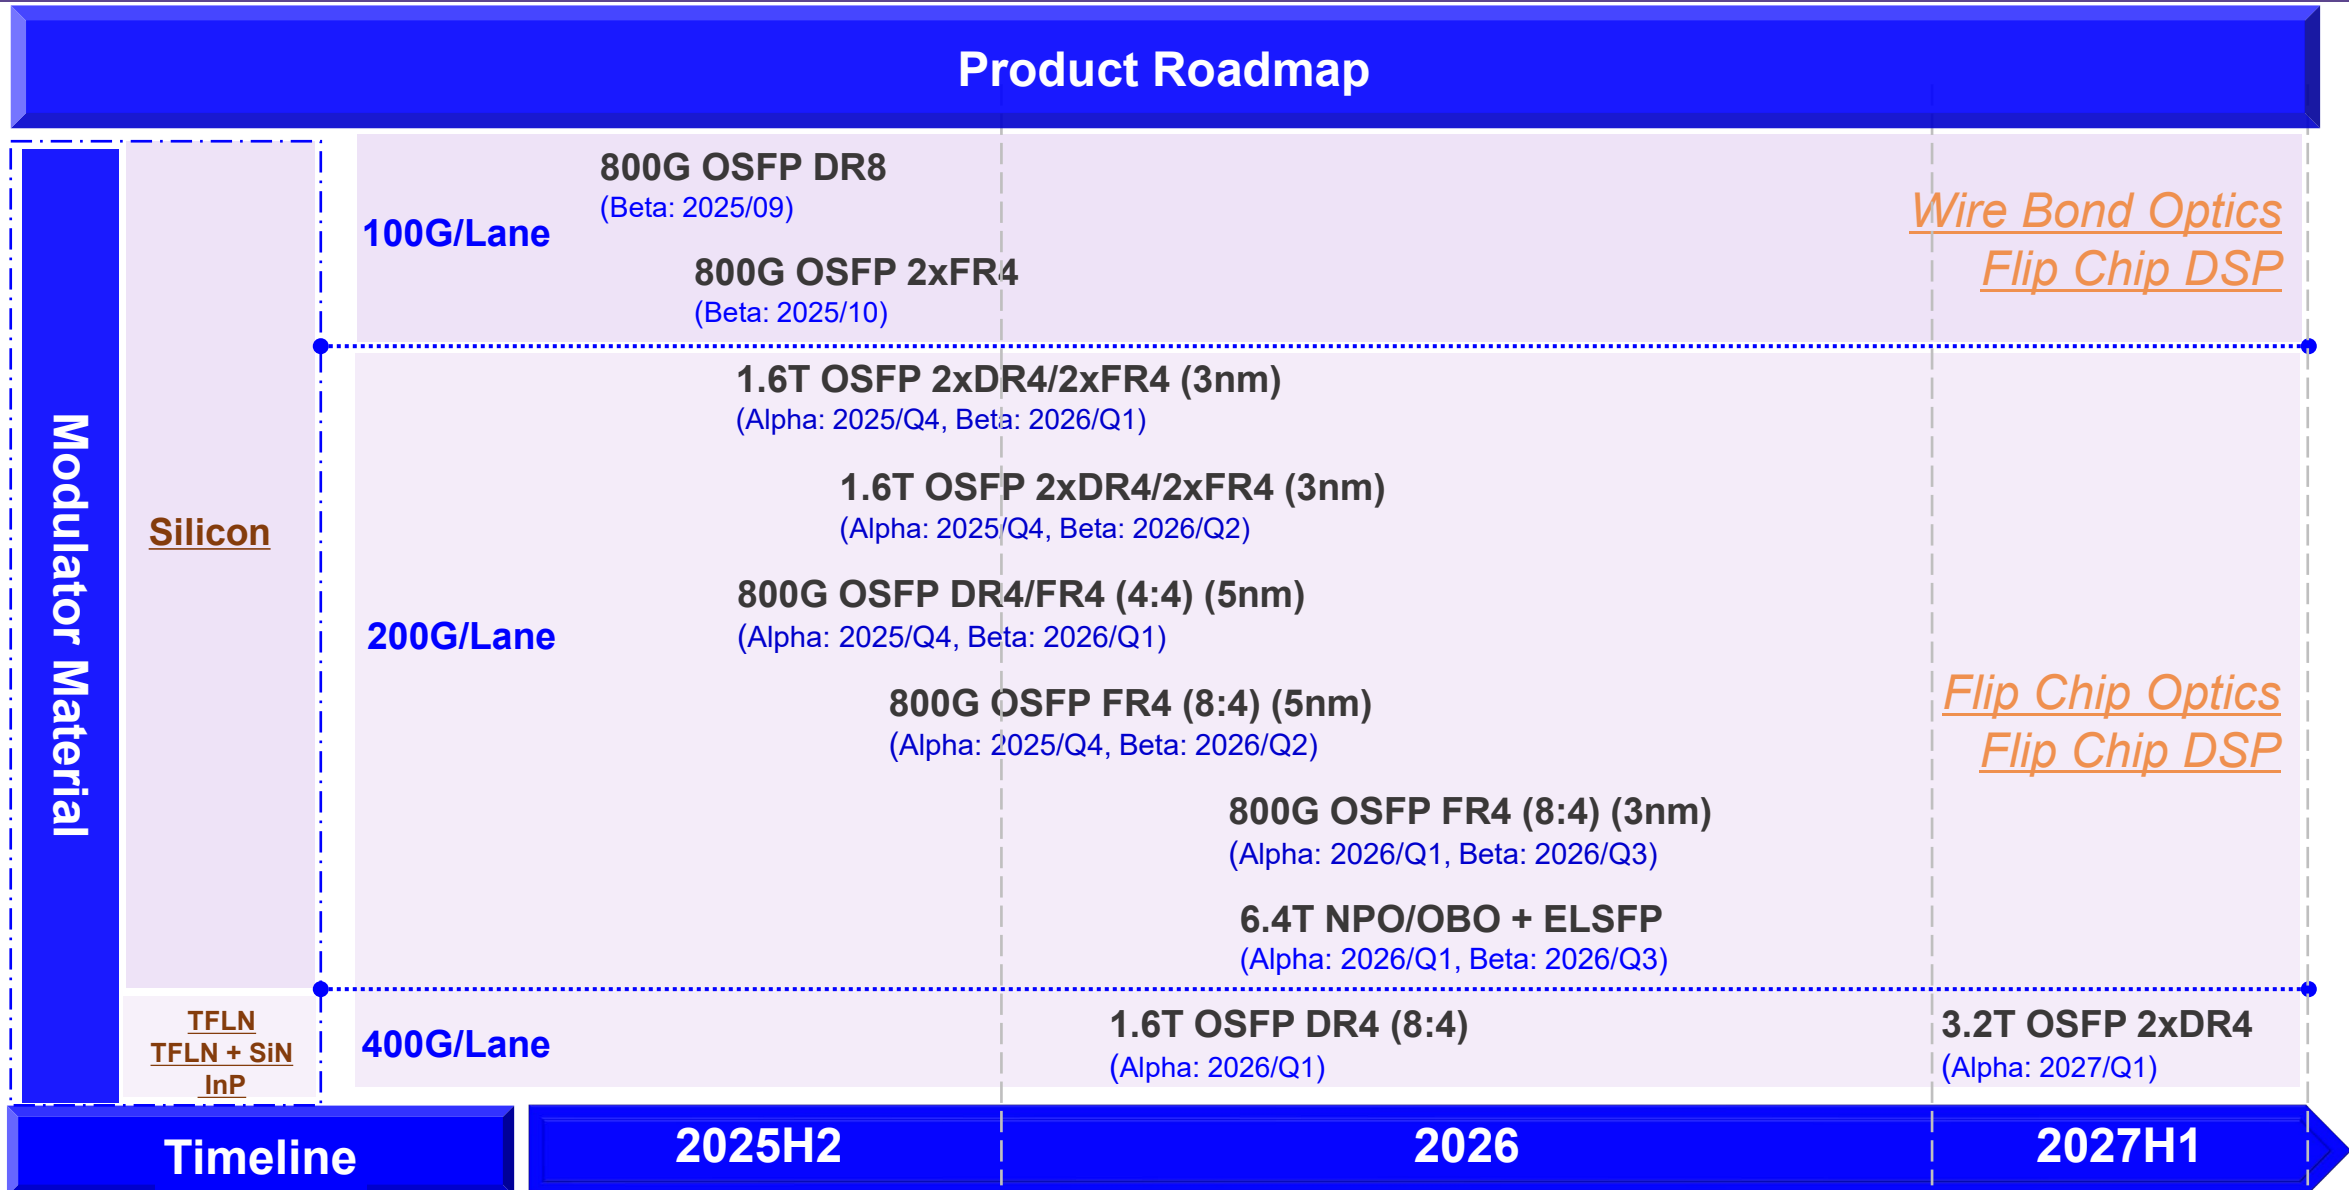 Product Roadmap
Modulator Material
Silicon
100G/Lane
800G OSFP DR8
(Beta: 2025/09)
800G OSFP 2xFR4
(Beta: 2025/10)
Wire Bond Optics
Flip Chip DSP
200G/Lane
1.6T OSFP 2xDR4/2xFR4 (3nm)
(Alpha: 2025/Q4, Beta: 2026/Q1)
1.6T OSFP 2xDR4/2xFR4 (3nm)
(Alpha: 2025/Q4, Beta: 2026/Q2)
800G OSFP DR4/FR4 (4:4) (5nm)
(Alpha: 2025/Q4, Beta: 2026/Q1)
800G OSFP FR4 (8:4) (5nm)
(Alpha: 2025/Q4, Beta: 2026/Q2)
800G OSFP FR4 (8:4) (3nm)
(Alpha: 2026/Q1, Beta: 2026/Q3)
6.4T NPO/OBO + ELSFP
(Alpha: 2026/Q1, Beta: 2026/Q3)
Flip Chip Optics
Flip Chip DSP
TFLN
TFLN + SiN
InP
400G/Lane
1.6T OSFP DR4 (8:4)
(Alpha: 2026/Q1)
3.2T OSFP 2xDR4
(Alpha: 2027/Q1)
Timeline
2025H2
2026
2027H1